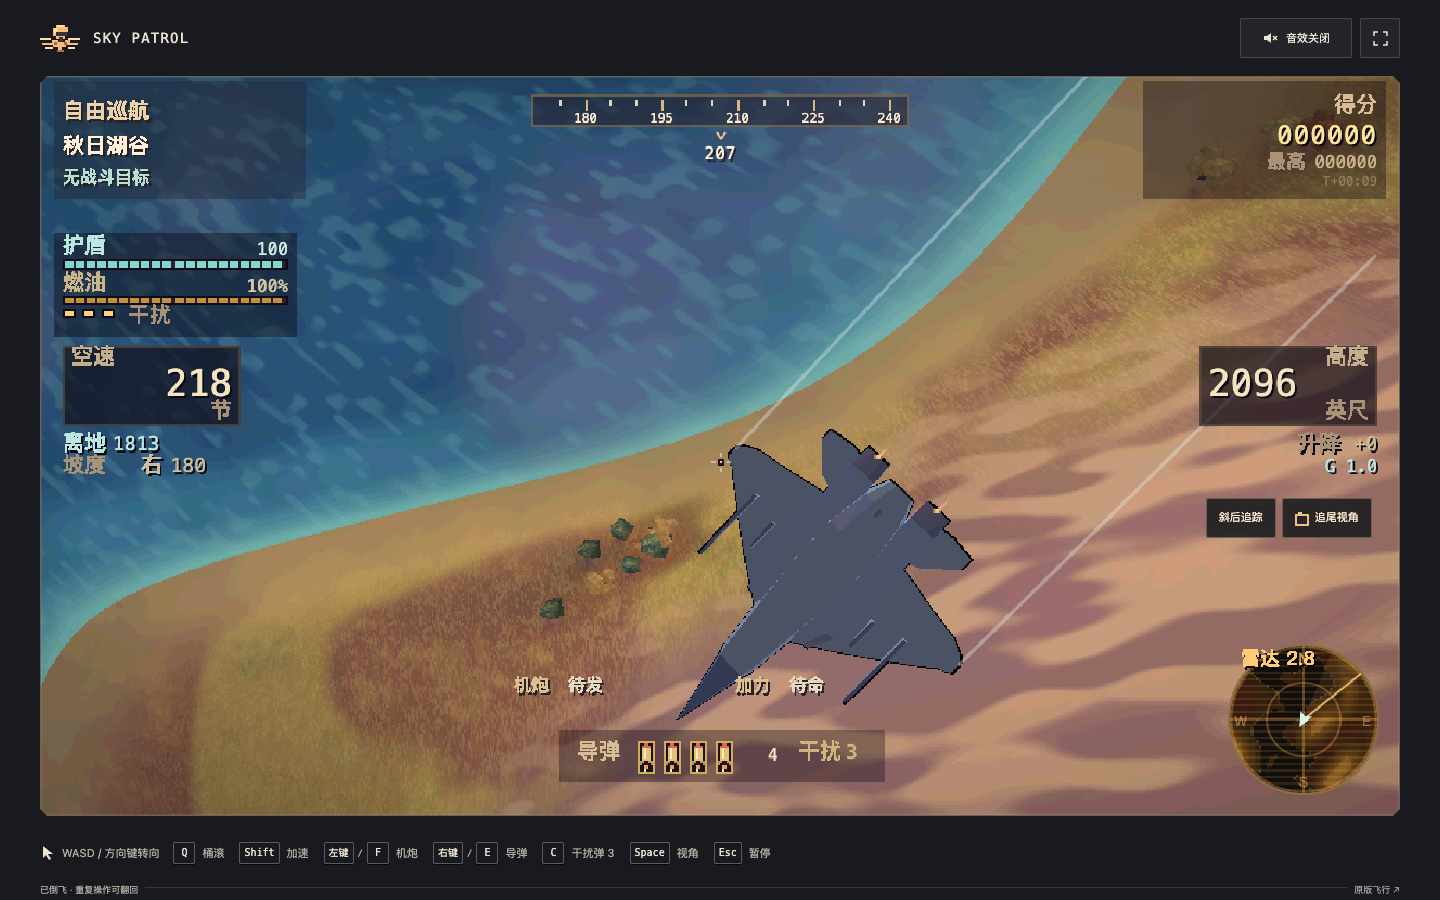 SKY PATROL
音效关闭
自由巡航
秋日湖谷
无战斗目标
180 195 210 225 240
207
得分
000000
最高 000000
T+00:09
护盾 100
燃油 100%
干扰
空速
218
节
离地 1813
坡度 右 180
高度
2096
英尺
升降 +0
G 1.0
斜后追踪 追尾视角
机炮 待发 加力 待命
导弹 4 干扰 3
雷达 2.8
N
W E
S
WASD / 方向键转向 Q 桶滚 Shift 加速 左键 / F 机炮 右键 / E 导弹 C 干扰弹 3 Space 视角 Esc 暂停
已倒飞 · 重复操作可翻回
原版飞行 ↗